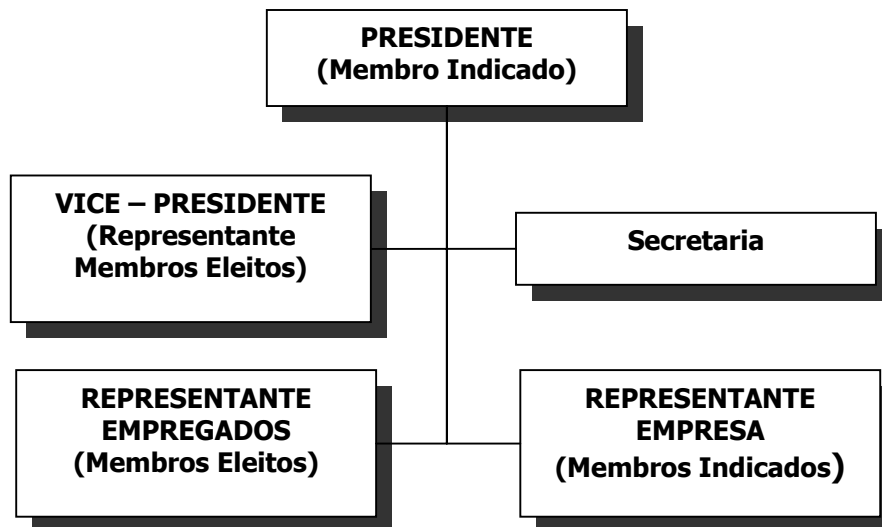 PRESIDENTE
(Membro Indicado)
VICE – PRESIDENTE
(Representante
Membros Eleitos)
Secretaria
REPRESENTANTE
EMPREGADOS
(Membros Eleitos)
REPRESENTANTE
EMPRESA
(Membros Indicados)